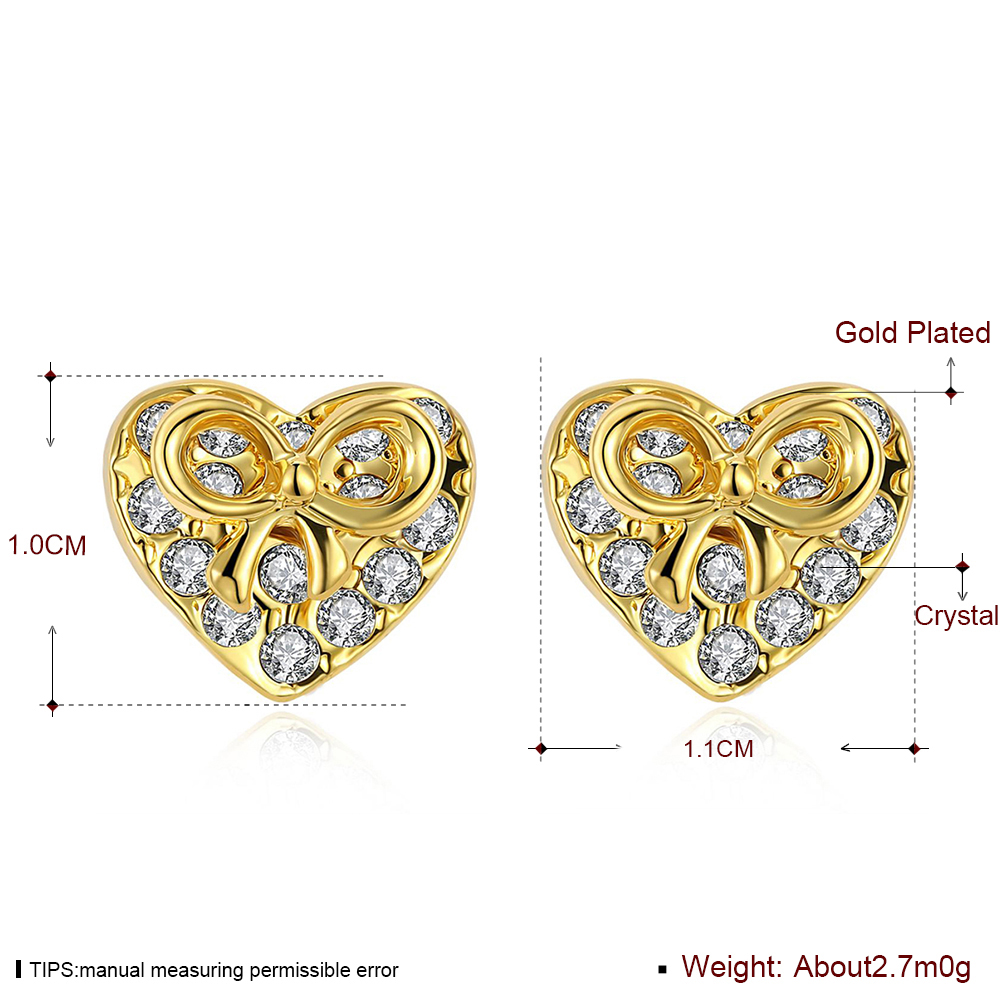 Gold Plated
1.0CM
Crystal
1.1CM
TIPS:manual measuring permissible error
Weight: About2.7m0g